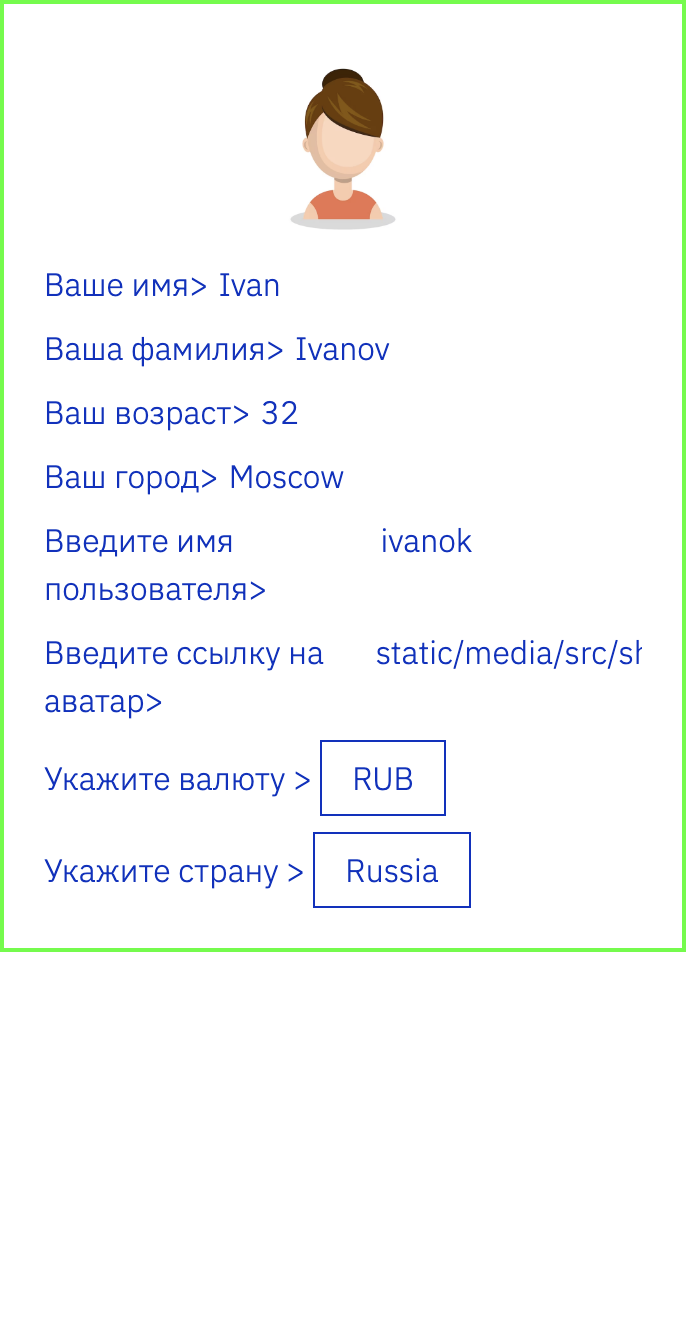 Ваше имя> Ivan
Ваша фамилия> Ivanov
Ваш возраст> 32
Ваш город> Moscow
Введите имя ivanok
пользователя>
Введите ссылку на static/media/src/sh
аватар>
Укажите валюту > RUB
Укажите страну > Russia